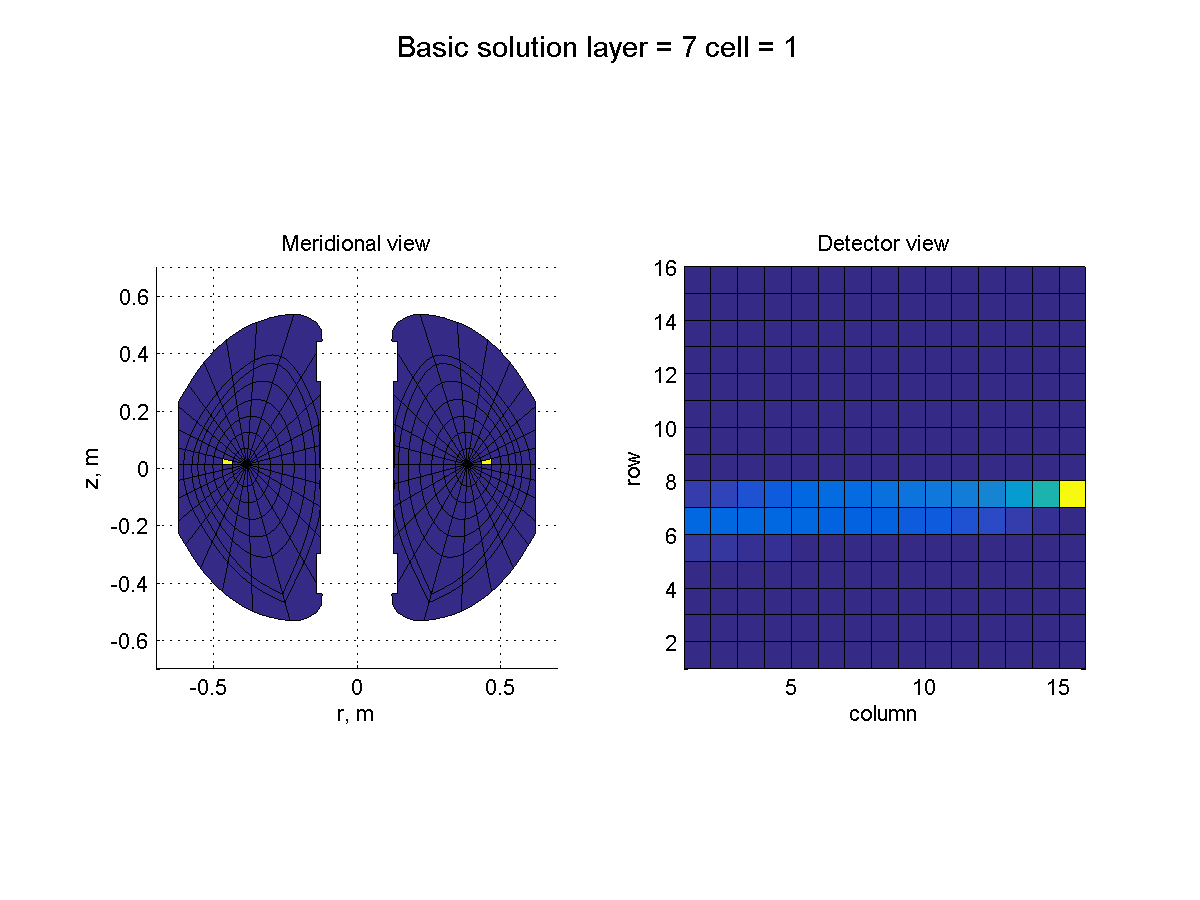 Basic solution layer = 7 cell = 1
Meridional view
0.6
0.4
0.2
0
-0.2
-0.4
-0.6
z, m
-0.5 0 0.5
r, m
Detector view
16
14
12
10
8
6
4
2
row
5 10 15
column